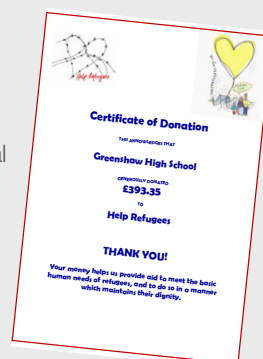 Help Refugees
Certificate of Donation
THIS ACKNOWLEDGES THAT
Greenshaw High School
GENEROUSLY DONATED
£393.35
TO
Help Refugees
THANK YOU!
Your money helps us provide aid to meet the basic
human needs of refugees, and to do so in a manner
which maintains their dignity.